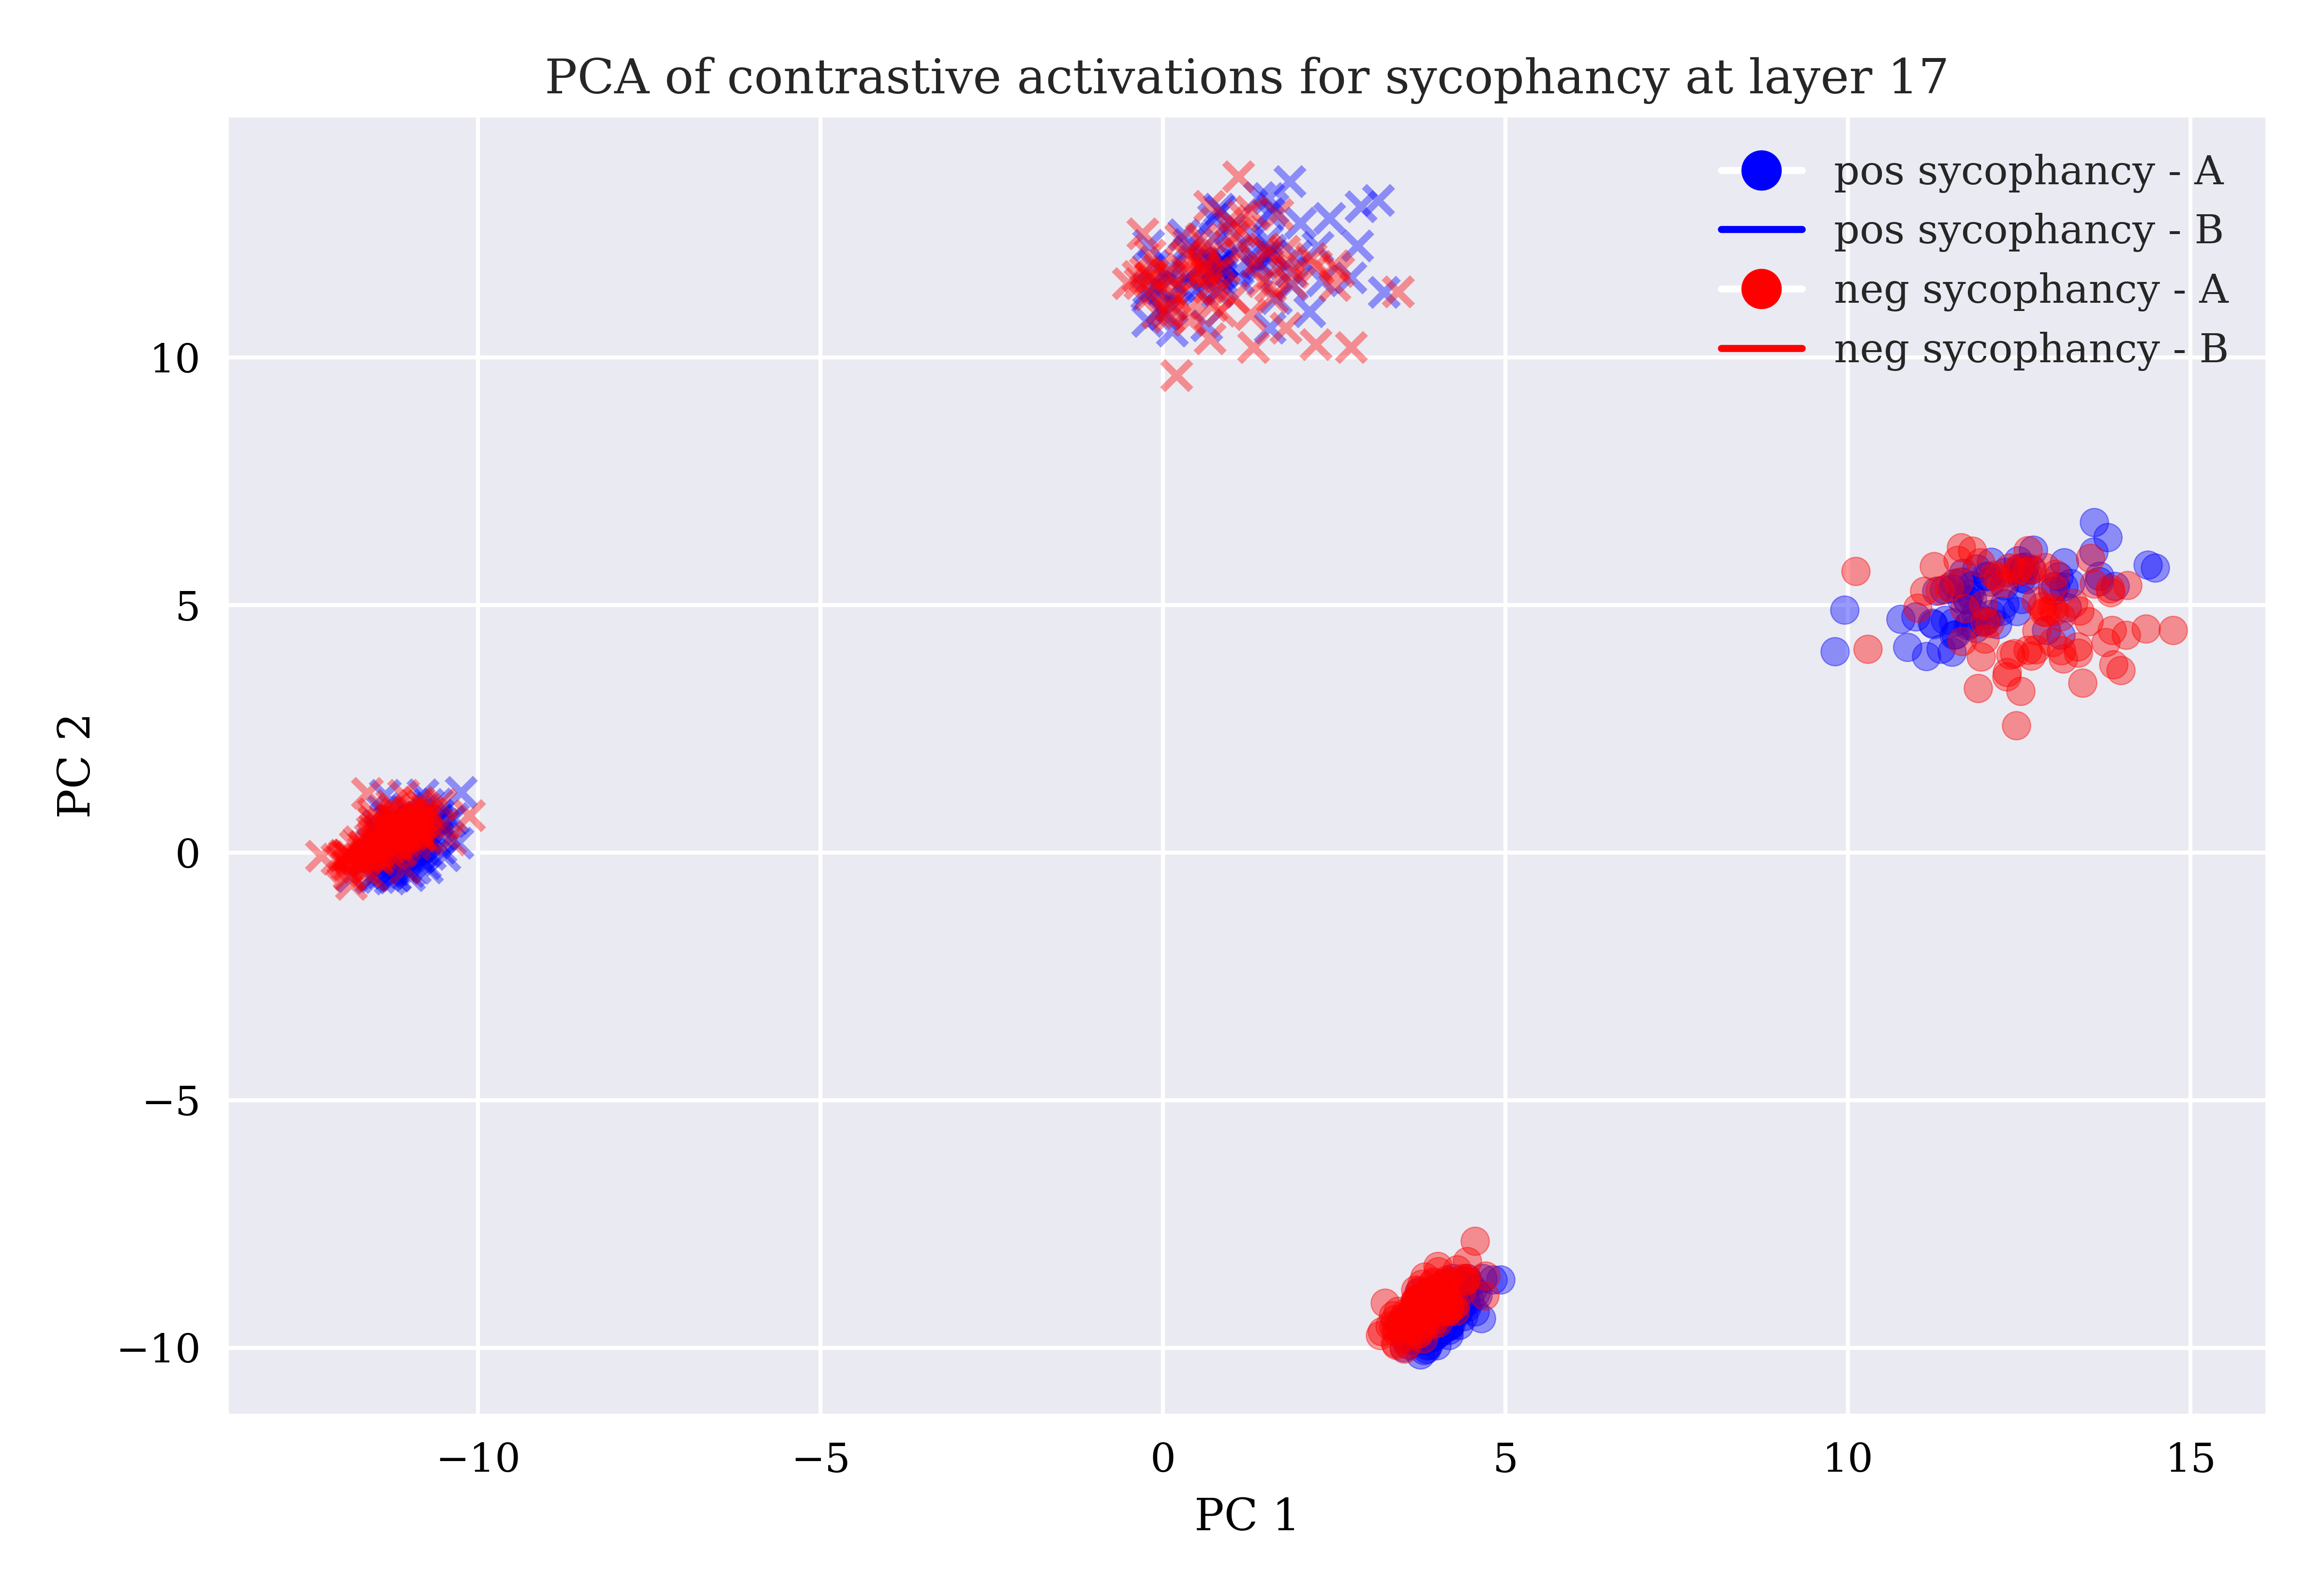 PCA of contrastive activations for sycophancy at layer 17
pos sycophancy - A
pos sycophancy - B
neg sycophancy - A
neg sycophancy - B
10
5
0
−5
−10
PC 2
−10
−5
0
5
10
15
PC 1